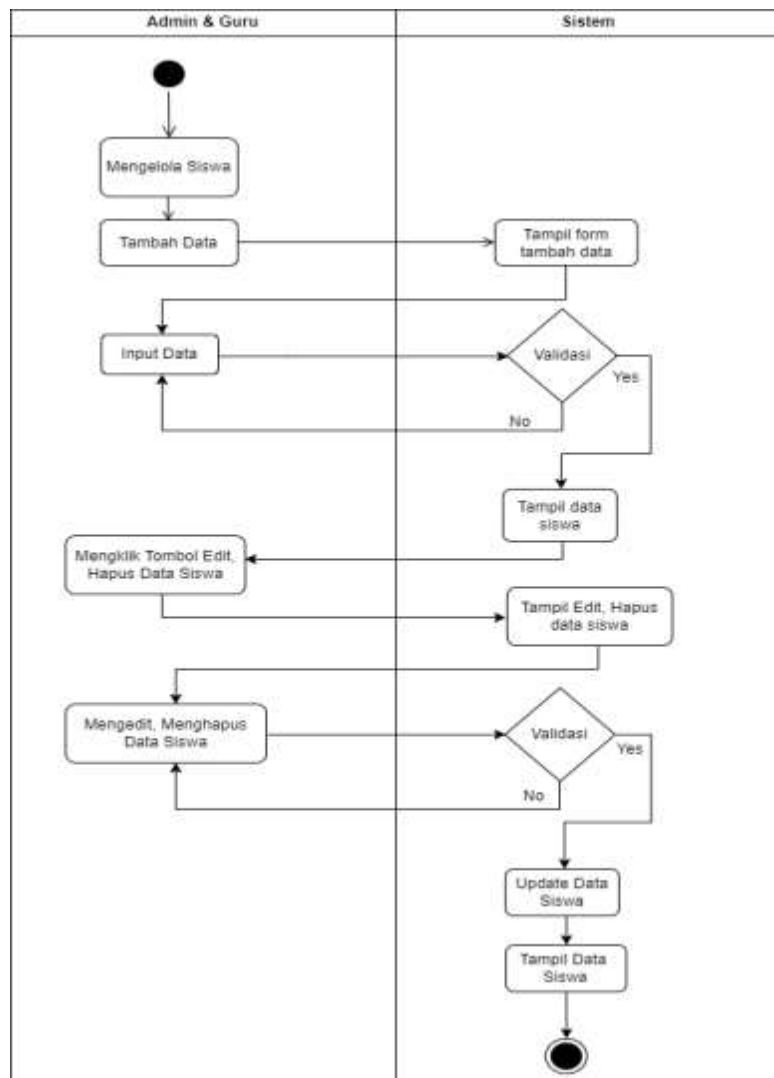 Admin & Guru
Sistem
Mengelola Siswa
Tambah Data
Tampil form
tambah data
Input Data
Validasi
Yes
No
Tampil data
siswa
Mengklik Tombol Edit,
Hapus Data Siswa
Tampil Edit, Hapus
data siswa
Mengedit, Menghapus
Data Siswa
Validasi
Yes
No
Update Data
Siswa
Tampil Data
Siswa